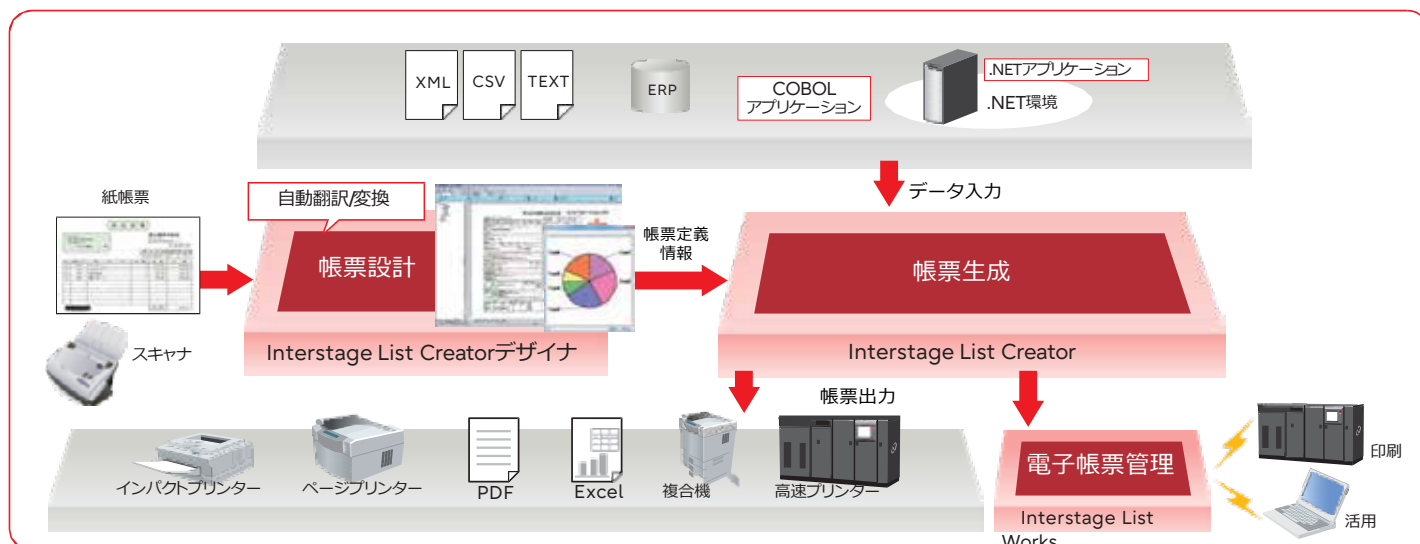 XML
CSV
TEXT
ERP
COBOL
アプリケーション
.NETアプリケーション
.NET環境
データ入力
紙帳票
自動翻訳/変換
帳票設計
帳票定義
情報
帳票生成
スキャナ
Interstage List Creatorデザイナ
Interstage List Creator
帳票出力
インパクトプリンター
ページプリンター
PDF
Excel
複合機
高速プリンター
電子帳票管理
印刷
活用
Interstage List
Works